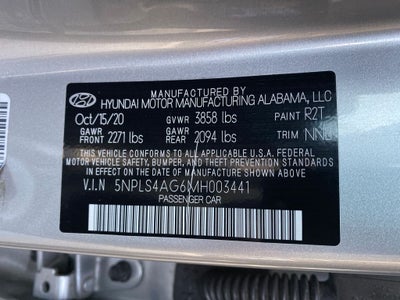 MANUFACTURED BY
HYUNDAI MOTOR MANUFACTURING ALABAMA, LLC
Oct/15/20 GVWR 3858 lbs PAINT R2T
GAWR FRONT 2271 lbs GAWR REAR 2094 lbs TRIM NNB
THIS VEHICLE CONFORMS TO ALL APPLICABLE U.S. FEDERAL
MOTOR VEHICLE SAFETY, BUMPER, AND THEFT PREVENTION STANDARDS
IN EFFECT ON THE DATE OF MANUFACTURE SHOWN ABOVE.
V.I.N 5NPLS4AG6MH003441
PASSENGER CAR